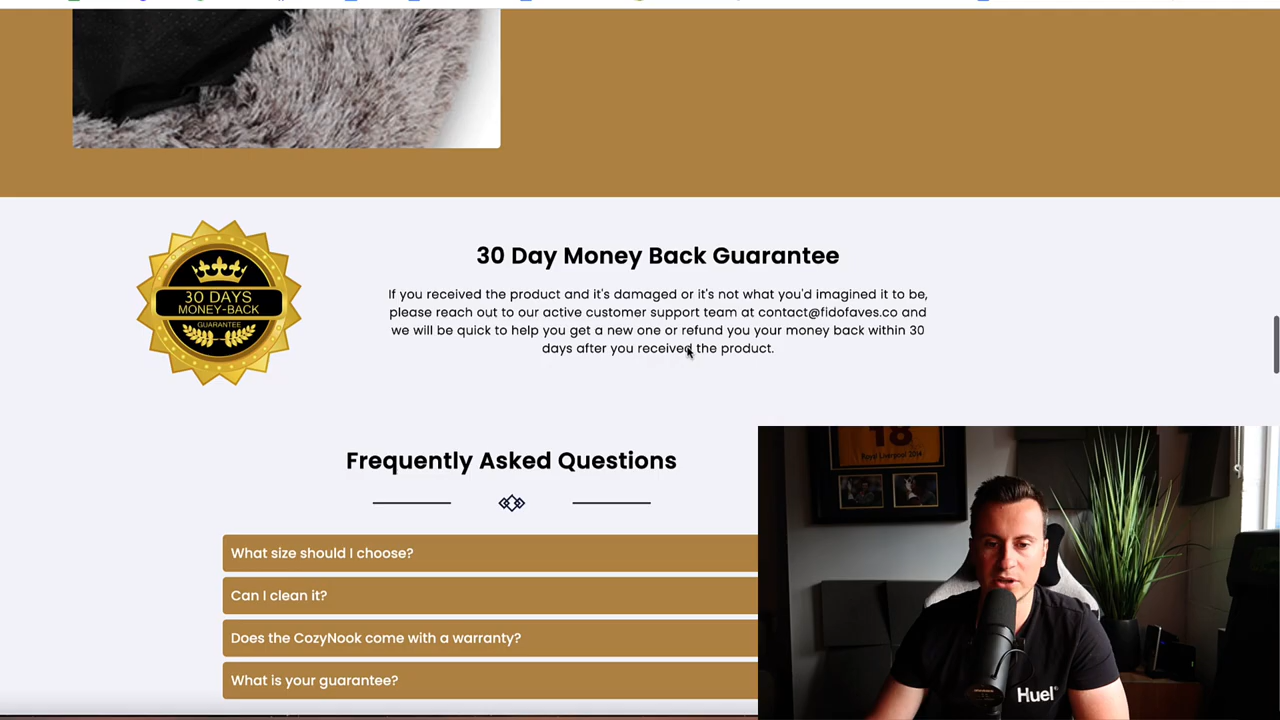 30 DAYS
MONEY-BACK
GUARANTEE
30 Day Money Back Guarantee
If you received the product and it's damaged or it's not what you'd imagined it to be,
please reach out to our active customer support team at contact@fidofaves.co and
we will be quick to help you get a new one or refund you your money back within 30
days after you received the product.
Frequently Asked Questions
What size should I choose?
Can I clean it?
Does the CozyNook come with a warranty?
What is your guarantee?
18
Royal Liverpool 2014
Huel